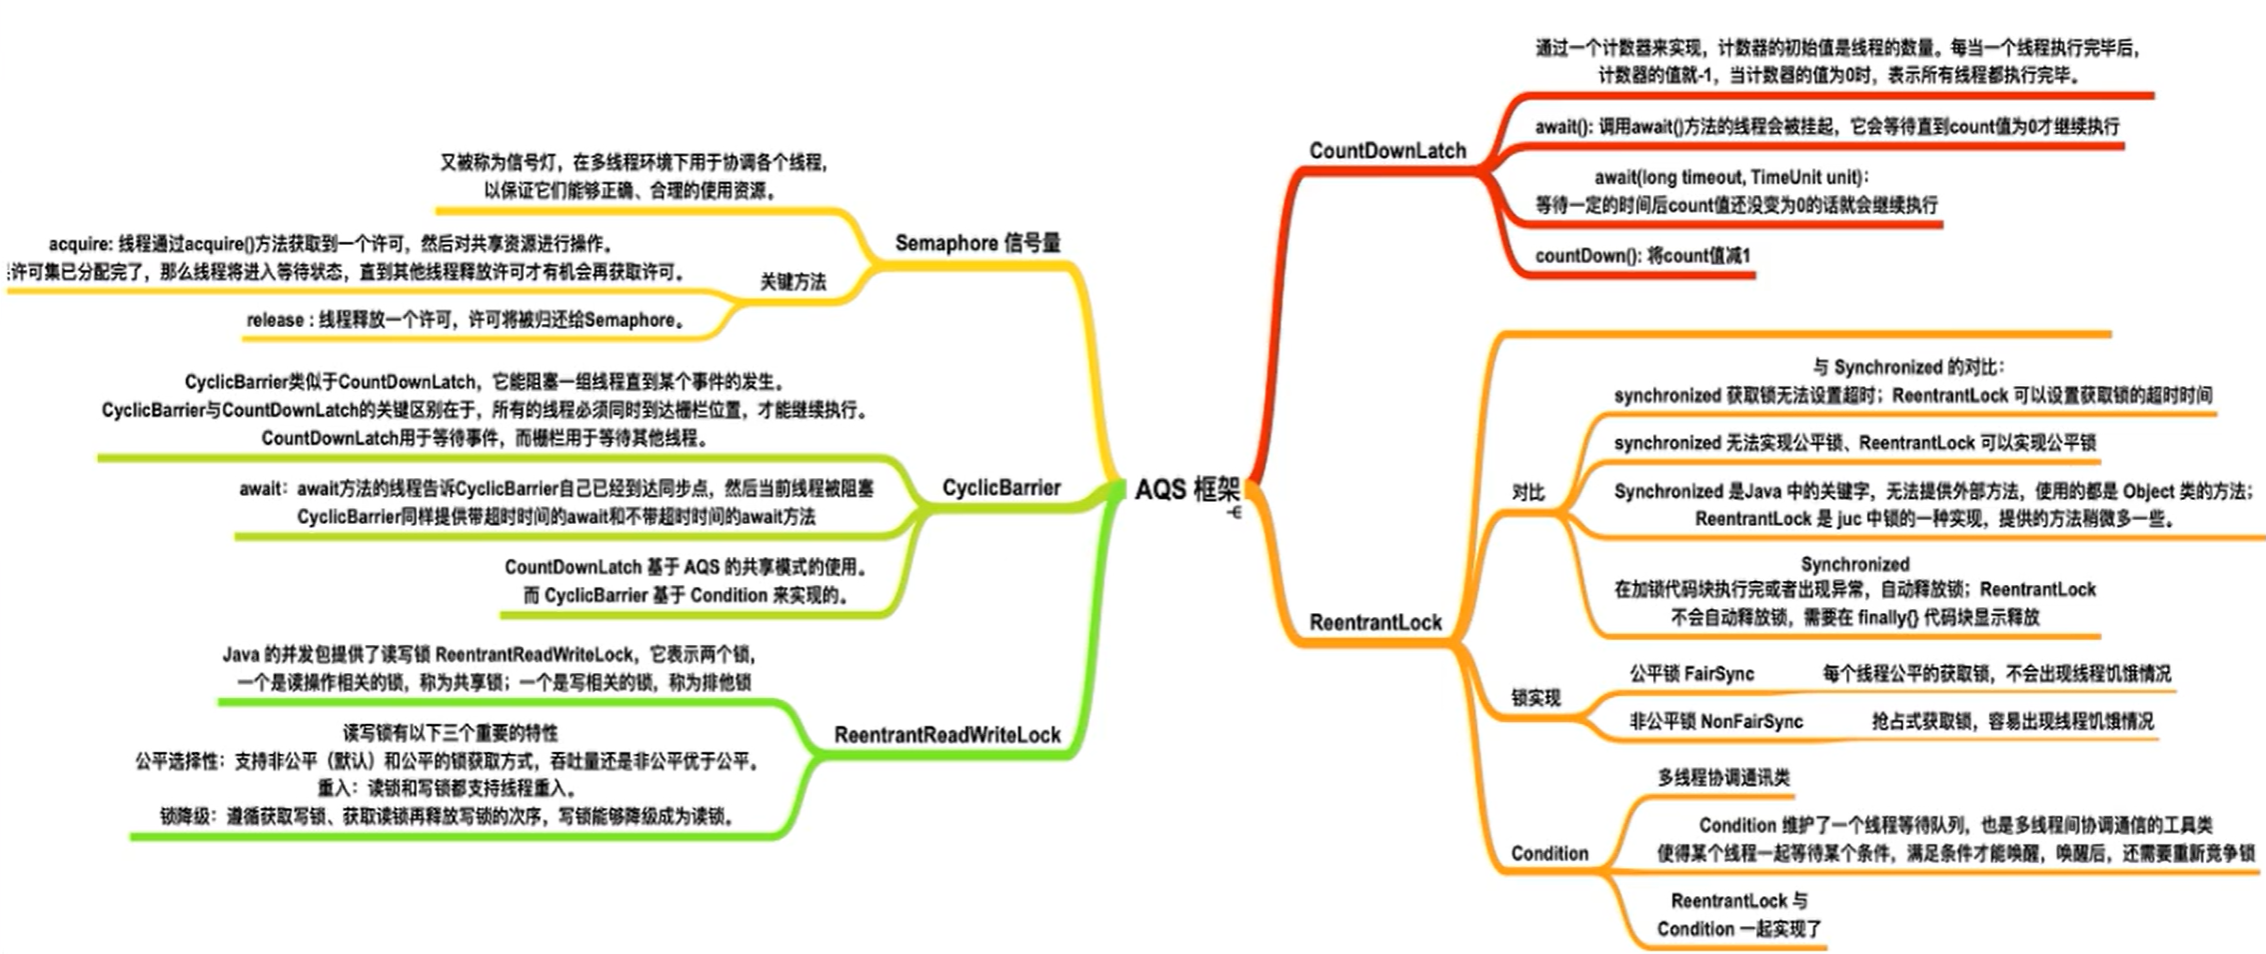 AQS 框架
CountDownLatch
通过一个计数器来实现，计数器的初始值是线程的数量。每当一个线程执行完毕后，
计数器的值就-1，当计数器的值为0时，表示所有线程都执行完毕。
await(): 调用await()方法的线程会被挂起，它会等待直到count值为0才继续执行
await(long timeout, TimeUnit unit)：
等待一定的时间后count值还没变为0的话就会继续执行
countDown(): 将count值减1
ReentrantLock
对比
与 Synchronized 的对比：
synchronized 获取锁无法设置超时；ReentrantLock 可以设置获取锁的超时时间
synchronized 无法实现公平锁、ReentrantLock 可以实现公平锁
Synchronized 是Java 中的关键字，无法提供外部方法，使用的都是 Object 类的方法；
ReentrantLock 是 juc 中锁的一种实现，提供的方法稍微多一些。
Synchronized
在加锁代码块执行完或者出现异常，自动释放锁；ReentrantLock
不会自动释放锁，需要在 finally{} 代码块显示释放
锁实现
公平锁 FairSync
每个线程公平的获取锁，不会出现线程饥饿情况
非公平锁 NonFairSync
抢占式获取锁，容易出现线程饥饿情况
Condition
多线程协调通讯类
Condition 维护了一个线程等待队列，也是多线程间协调通信的工具类
使得某个线程一起等待某个条件，满足条件才能唤醒，唤醒后，还需要重新竞争锁
ReentrantLock 与
Condition 一起实现了
Semaphore 信号量
又被称为信号灯，在多线程环境下用于协调各个线程，
以保证它们能够正确、合理的使用资源。
关键方法
acquire: 线程通过acquire()方法获取到一个许可，然后对共享资源进行操作。
许可集已分配完了，那么线程将进入等待状态，直到其他线程释放许可才有机会再获取许可。
release : 线程释放一个许可，许可将被归还给Semaphore。
CyclicBarrier
CyclicBarrier类似于CountDownLatch，它能阻塞一组线程直到某个事件的发生。
CyclicBarrier与CountDownLatch的关键区别在于，所有的线程必须同时到达栅栏位置，才能继续执行。
CountDownLatch用于等待事件，而栅栏用于等待其他线程。
await：await方法的线程告诉CyclicBarrier自己已经到达同步点，然后当前线程被阻塞
CyclicBarrier同样提供带超时时间的await和不带超时时间的await方法
CountDownLatch 基于 AQS 的共享模式的使用。
而 CyclicBarrier 基于 Condition 来实现的。
ReentrantReadWriteLock
Java 的并发包提供了读写锁 ReentrantReadWriteLock，它表示两个锁，
一个是读操作相关的锁，称为共享锁；一个是写相关的锁，称为排他锁
读写锁有以下三个重要的特性
公平选择性：支持非公平（默认）和公平的锁获取方式，吞吐量还是非公平优于公平。
重入：读锁和写锁都支持线程重入。
锁降级：遵循获取写锁、获取读锁再释放写锁的次序，写锁能够降级成为读锁。